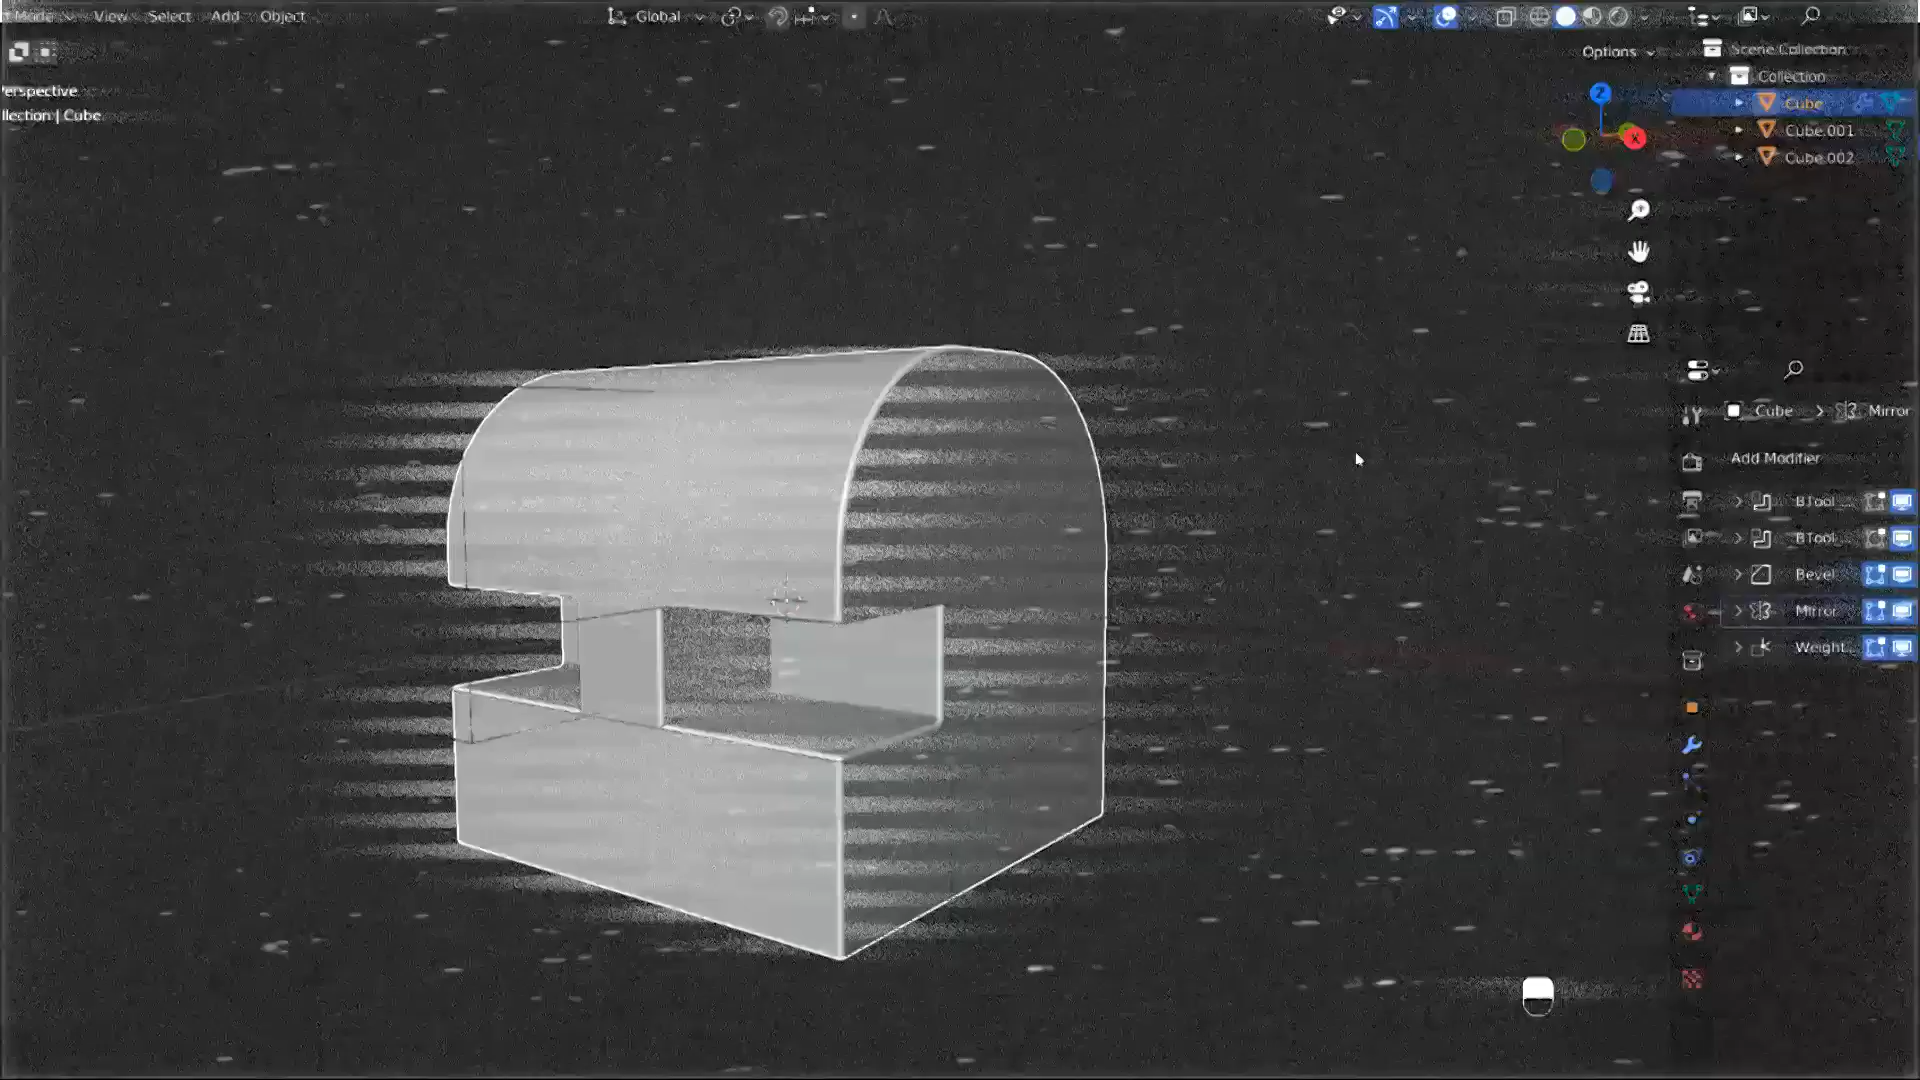 Mode View Select Add Object Global
Options
Scene Collection
Collection
Cube
Cube.001
Cube.002
erspective
llection | Cube
Z
X
Cube > Mirror
Add Modifier
BTool ...
BTool ...
Bevel
Mirror
Weight...